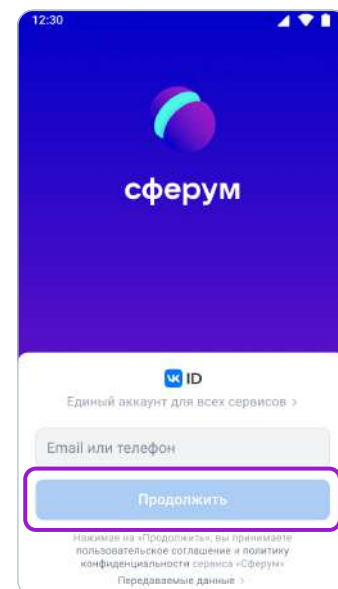 12:30
сферум
VK ID
Единый аккаунт для всех сервисов >
Email или телефон
Продолжить
Нажимая на «Продолжить», вы принимаете
пользовательское соглашение и политику
конфиденциальности сервиса «Сферум»
Передаваемые данные >